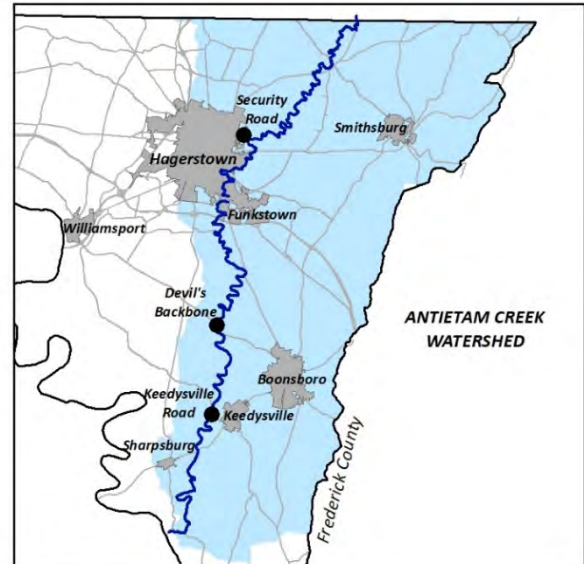 Security
Road
Smithsburg
Hagerstown
Funkstown
Williamsport
Devil's
Backbone
ANTIETAM CREEK
WATERSHED
Boonsboro
Keedysville
Road
Keedysville
Sharpsburg
Frederick County